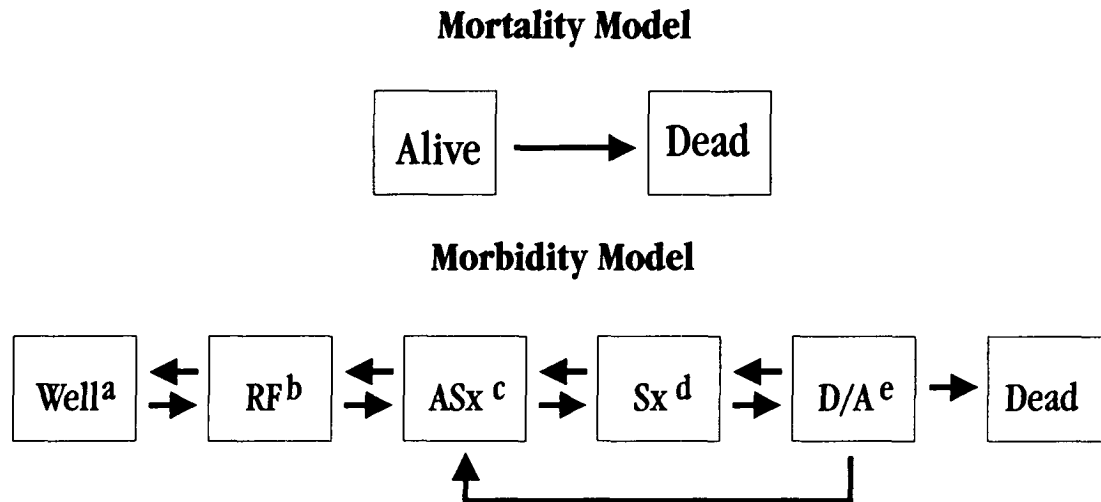 Mortality Model
Alive Dead
Morbidity Model
Well a RF b ASx c Sx d D/A e Dead